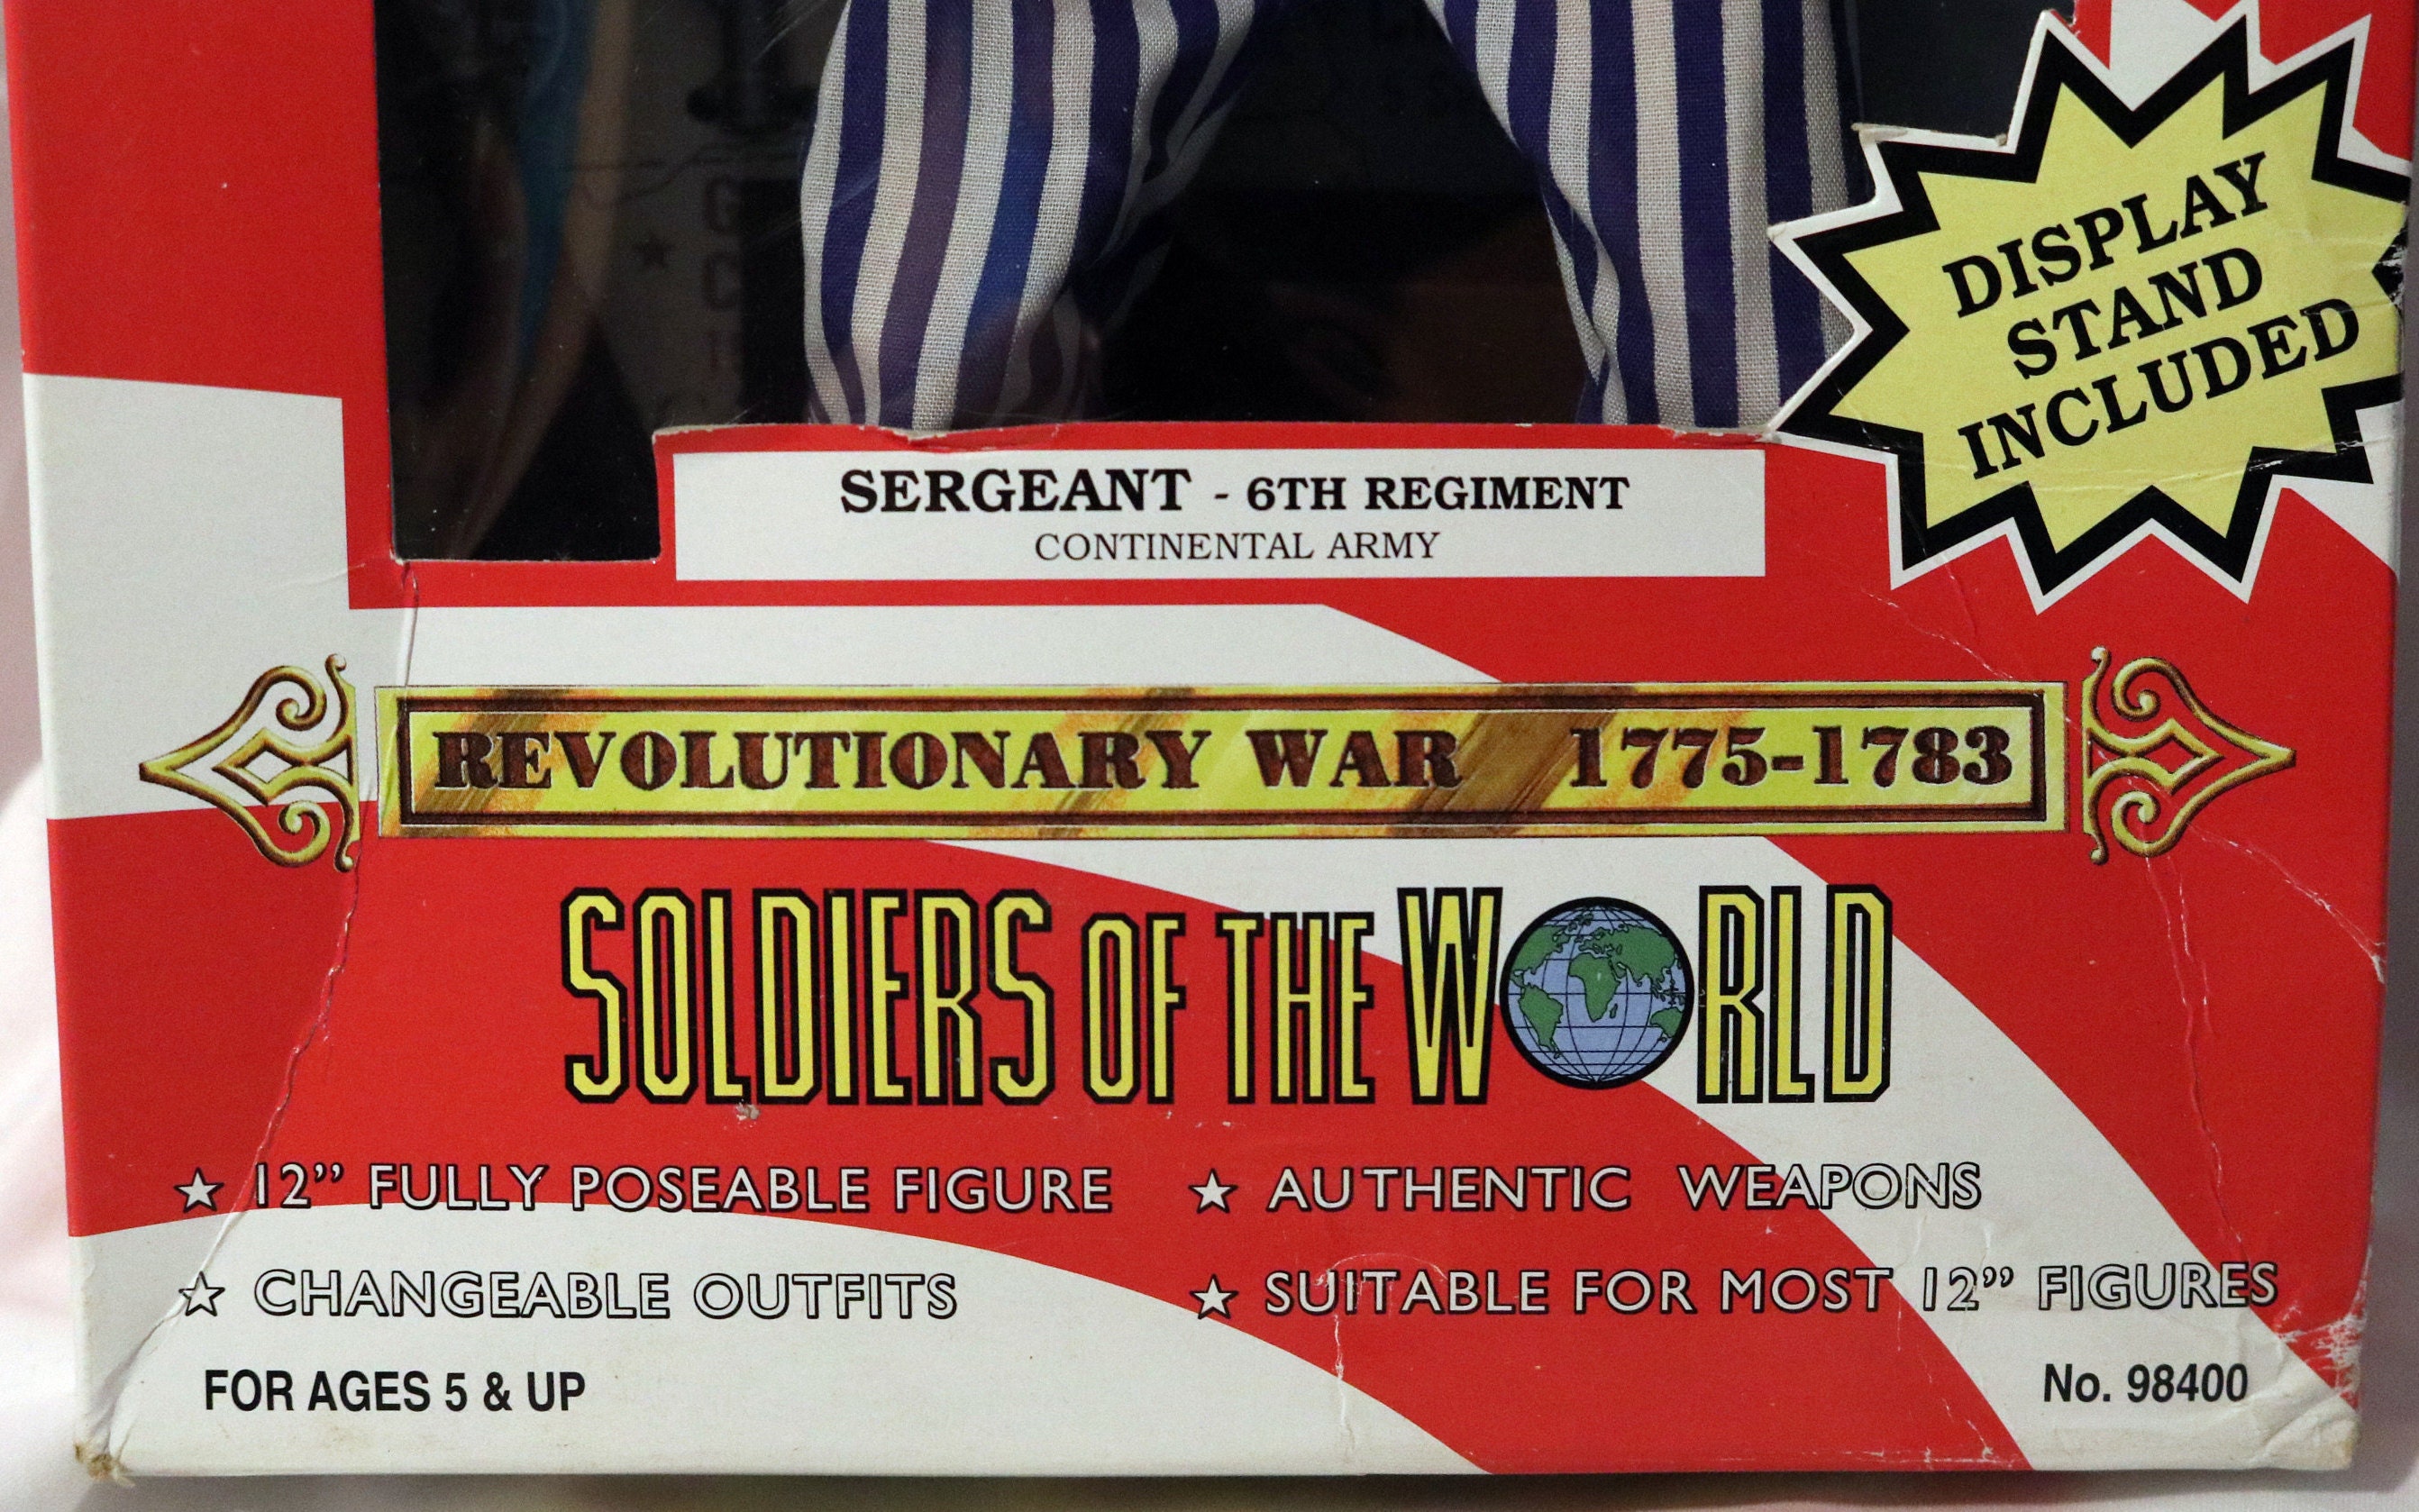 DISPLAY
STAND
INCLUDED
SERGEANT - 6TH REGIMENT
CONTINENTAL ARMY
REVOLUTIONARY WAR 1775-1783
SOLDIERS OF THE WORLD
★ 12” FULLY POSEABLE FIGURE ★ AUTHENTIC WEAPONS
★ CHANGEABLE OUTFITS ★ SUITABLE FOR MOST 12” FIGURES
FOR AGES 5 & UP No. 98400